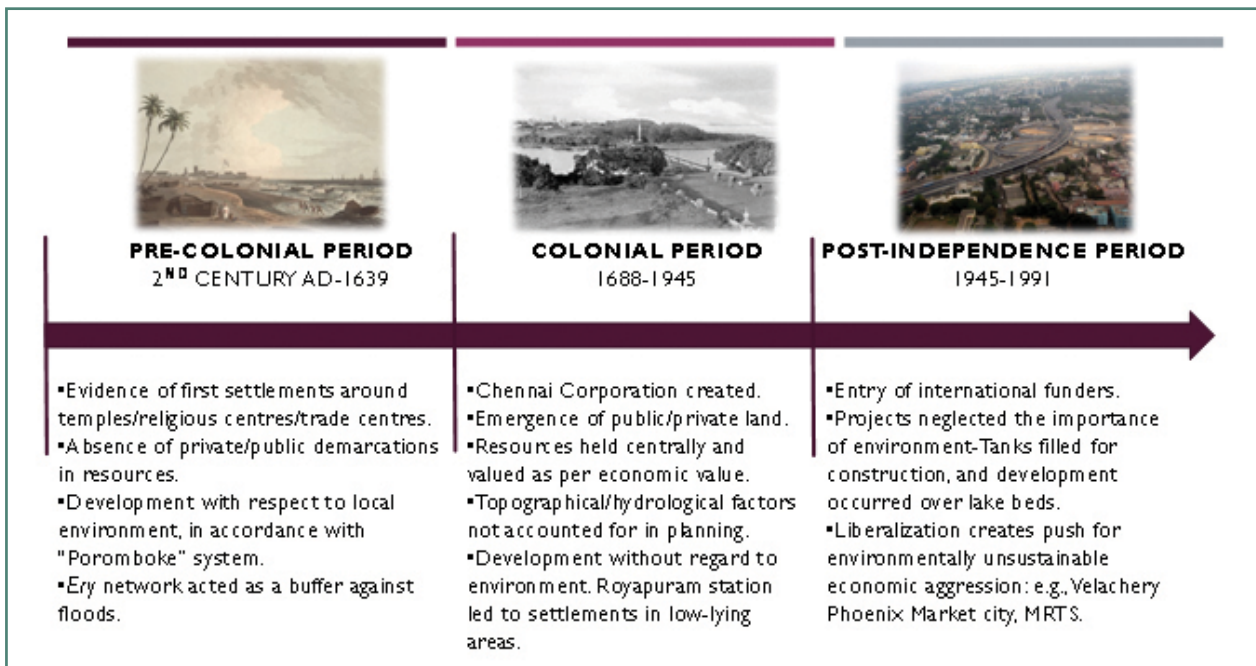 PRE-COLONIAL PERIOD
2ND CENTURY AD-1639
▪Evidence of first settlements around
temples/religious centres/trade centres.
▪Absence of private/public demarcations
in resources.
▪Development with respect to local
environment, in accordance with
"Poromboke" system.
▪Ery network acted as a buffer against
floods.
COLONIAL PERIOD
1688-1945
▪Chennai Corporation created.
▪Emergence of public/private land.
▪Resources held centrally and
valued as per economic value.
▪Topographical/hydrological factors
not accounted for in planning.
▪Development without regard to
environment. Royapuram station
led to settlements in low-lying
areas.
POST-INDEPENDENCE PERIOD
1945-1991
▪Entry of international funders.
▪Projects neglected the importance
of environment-Tanks filled for
construction, and development
occurred over lake beds.
▪Liberalization creates push for
environmentally unsustainable
economic aggression: e.g., Velachery
Phoenix Market city, MRTS.